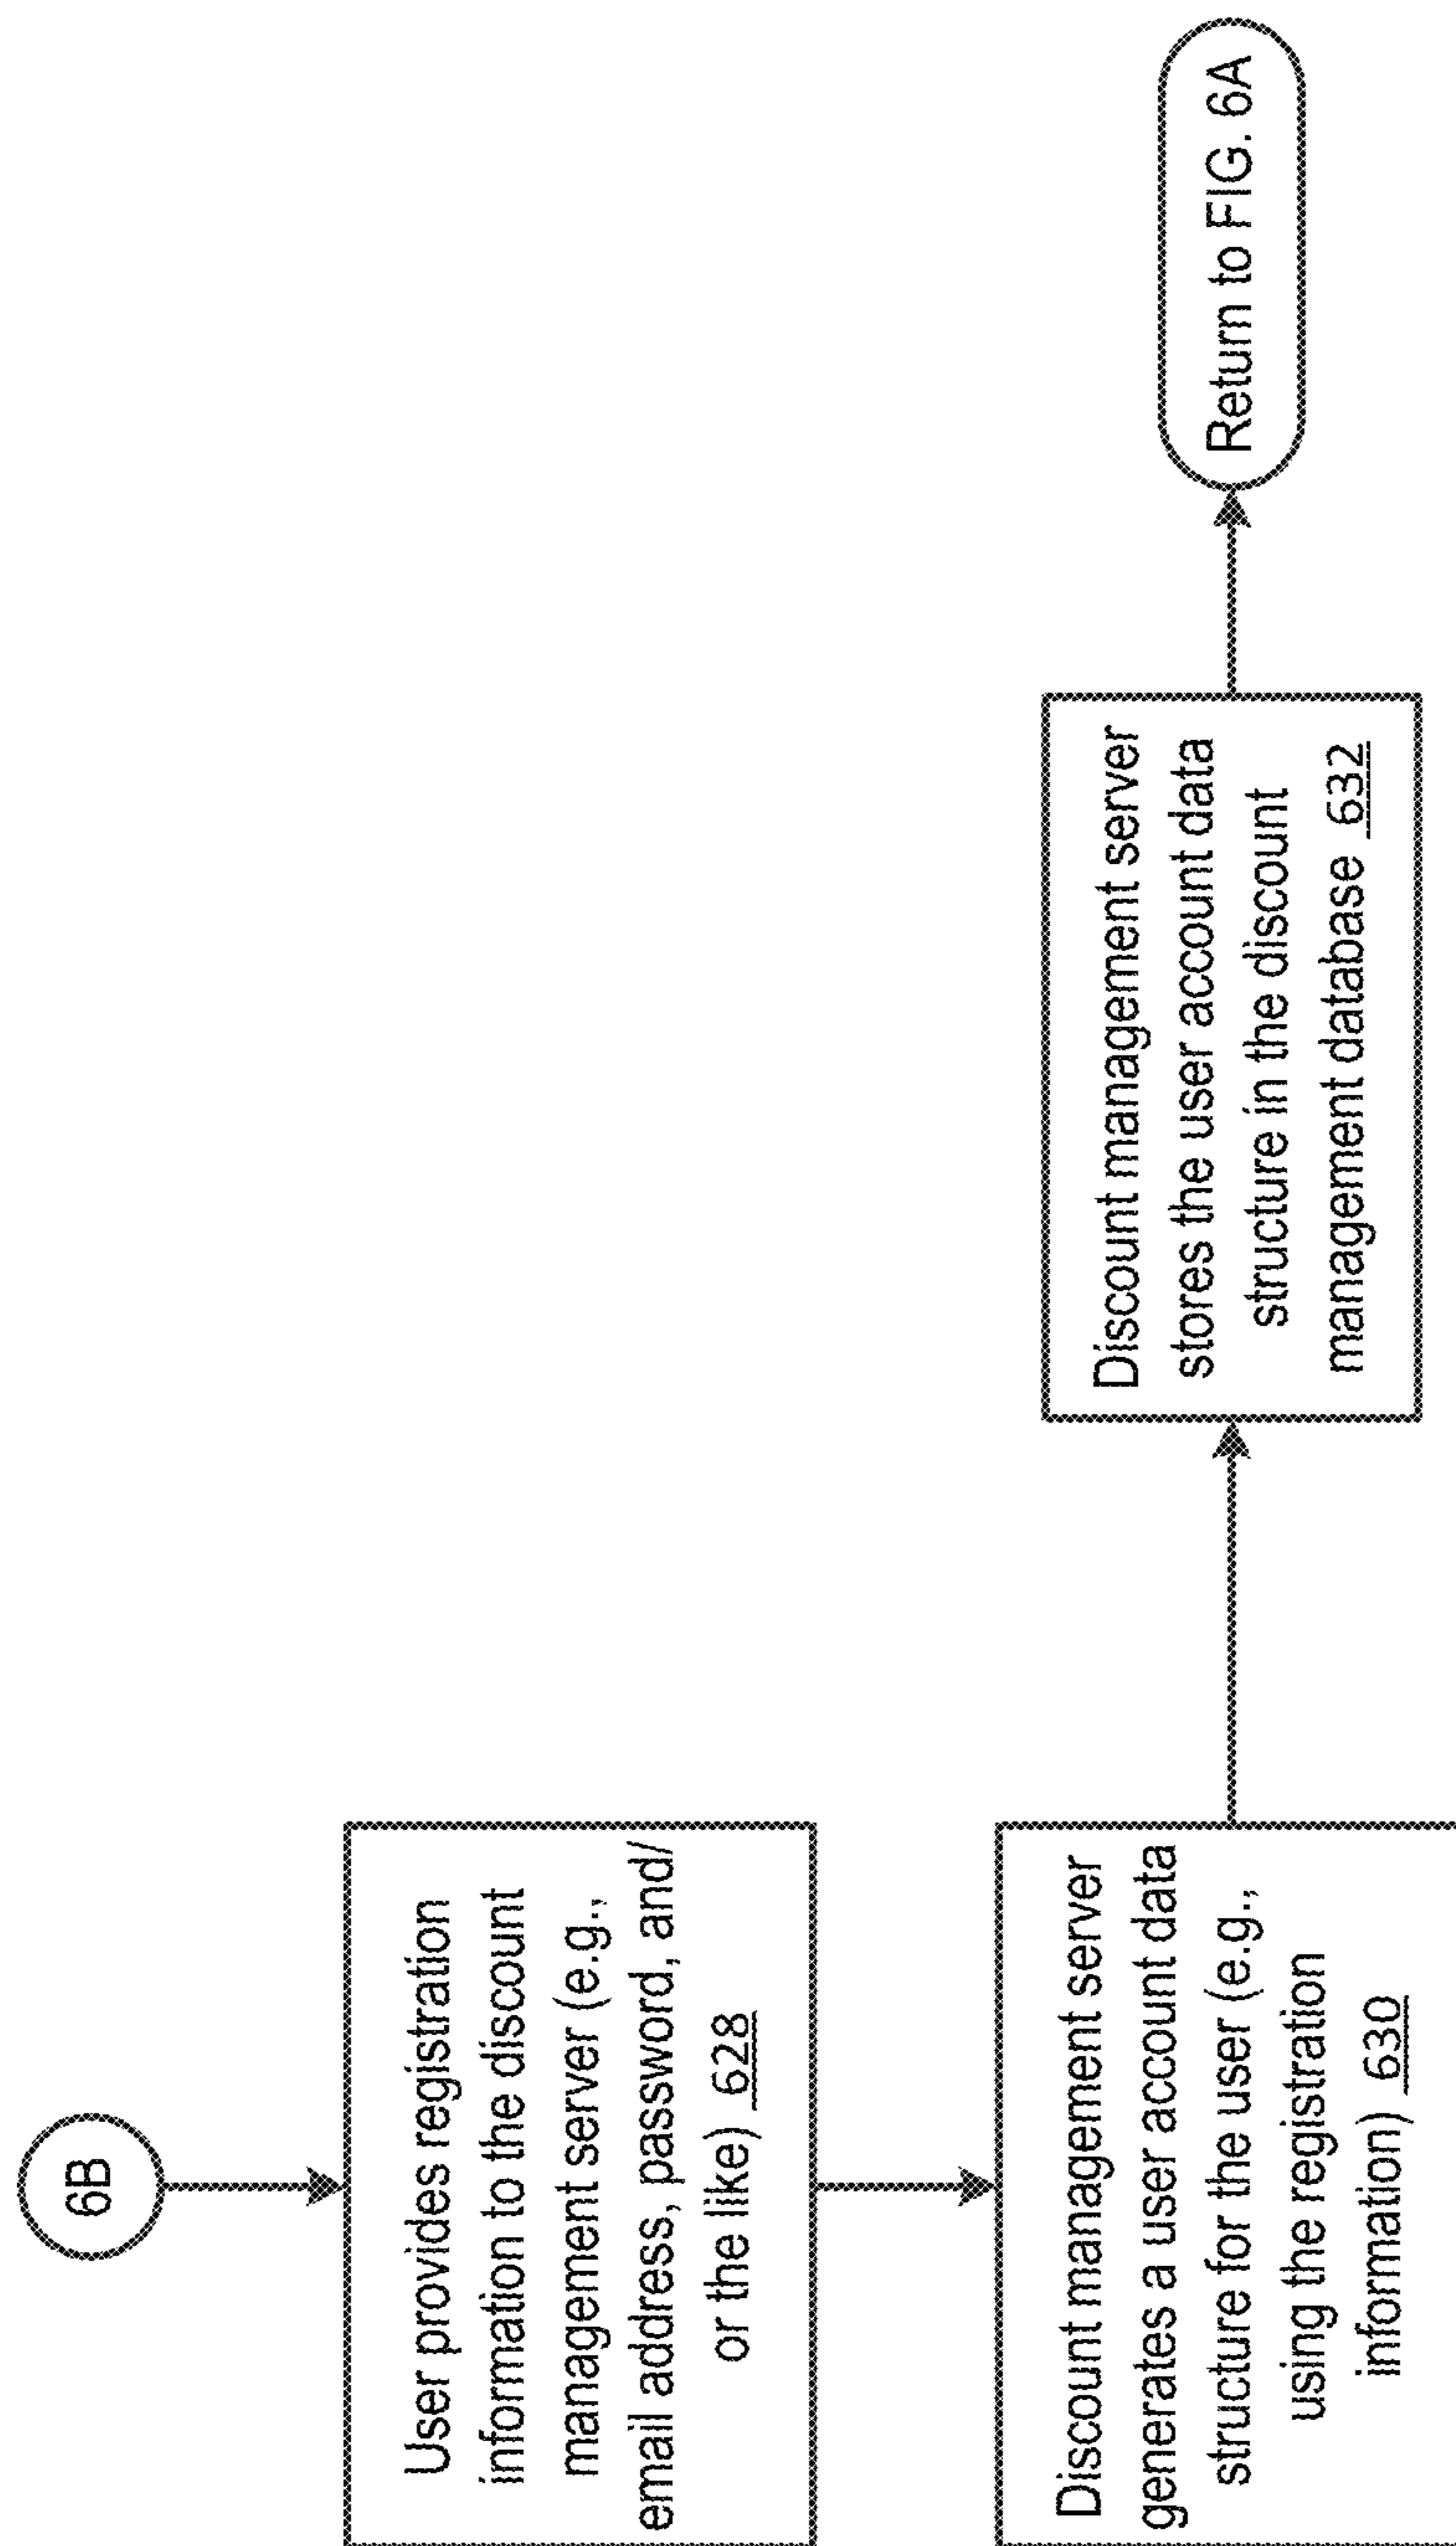 6B
User provides registration
information to the discount
management server (e.g.,
email address, password, and/
or the like) 628
Discount management server
generates a user account data
structure for the user (e.g.,
using the registration
information) 630
Discount management server
stores the user account data
structure in the discount
management database 632
Return to FIG. 6A